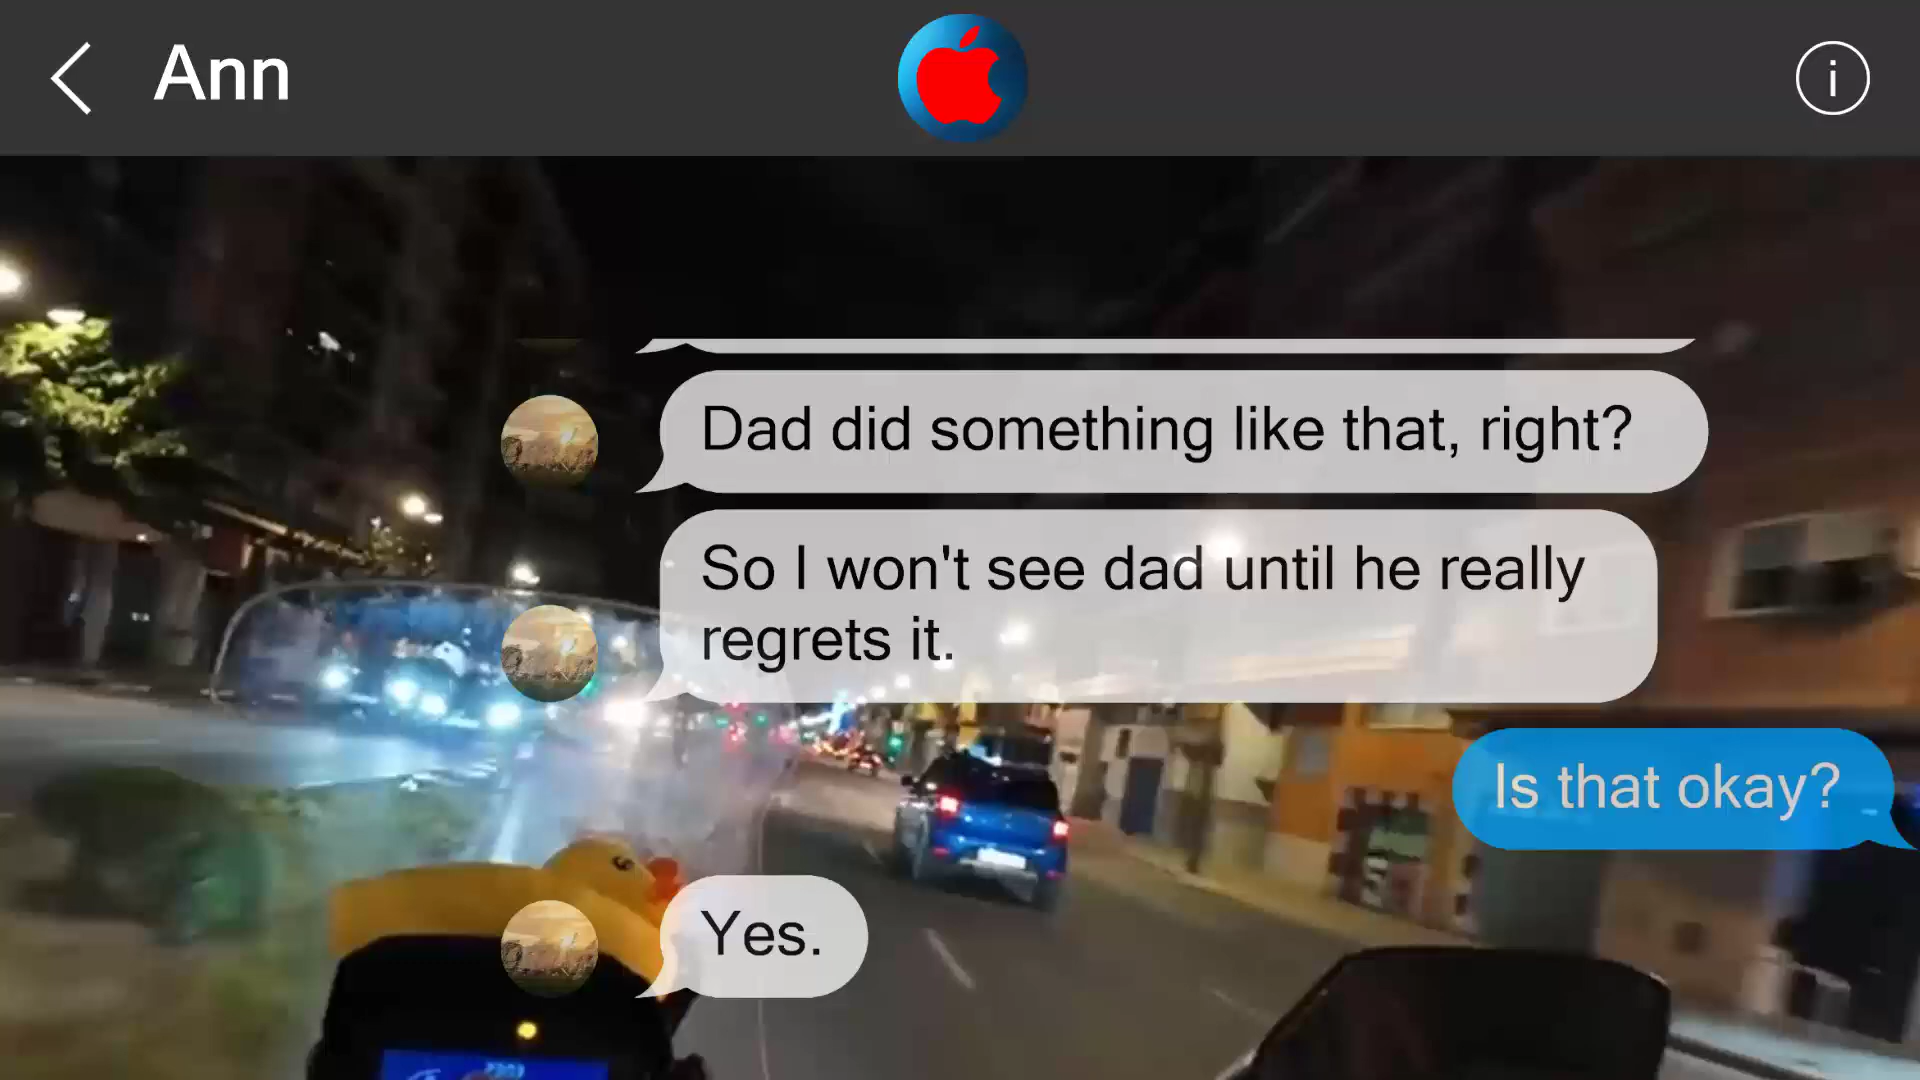 Ann
Dad did something like that, right?
So I won't see dad until he really
regrets it.
Is that okay?
Yes.